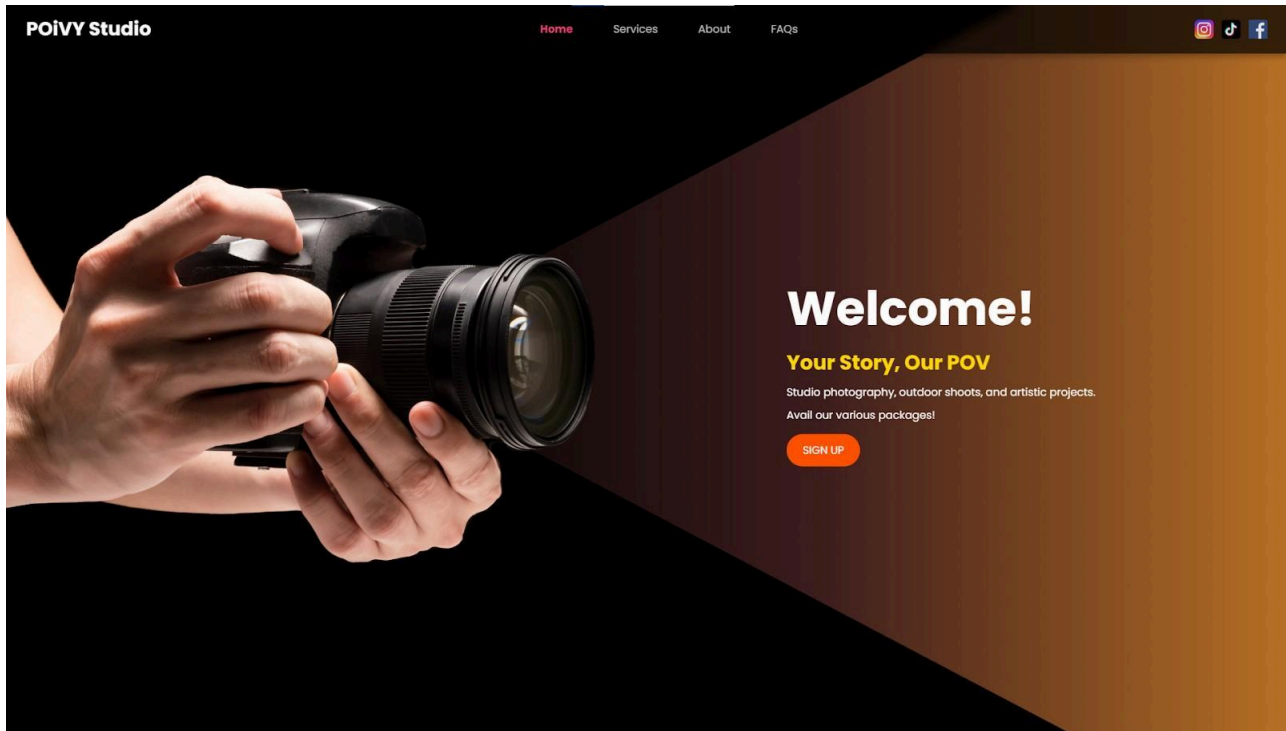 POiVY Studio
Home Services About FAQs
Welcome!
Your Story, Our POV
Studio photography, outdoor shoots, and artistic projects.
Avail our various packages!
SIGN UP